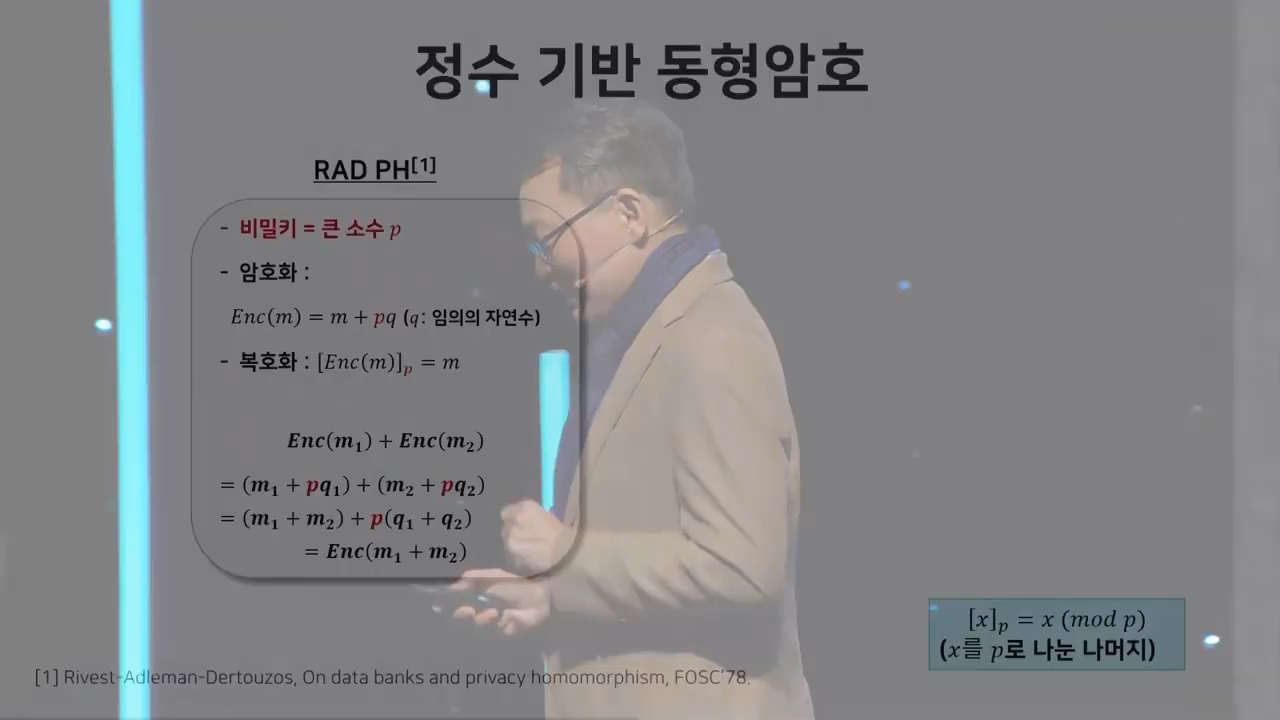 정수 기반 동형암호
RAD PH[1]
- 비밀키 = 큰 소수 p
- 암호화 :
Enc(m) = m + pq (q: 임의의 자연수)
- 복호화 : [Enc(m)]ₚ = m
Enc(m₁) + Enc(m₂)
= (m₁ + pq₁) + (m₂ + pq₂)
= (m₁ + m₂) + p(q₁ + q₂)
= Enc(m₁ + m₂)
[x]ₚ = x (mod p)
(x를 p로 나눈 나머지)
[1] Rivest-Adleman-Dertouzos, On data banks and privacy homomorphism, FOSC'78.